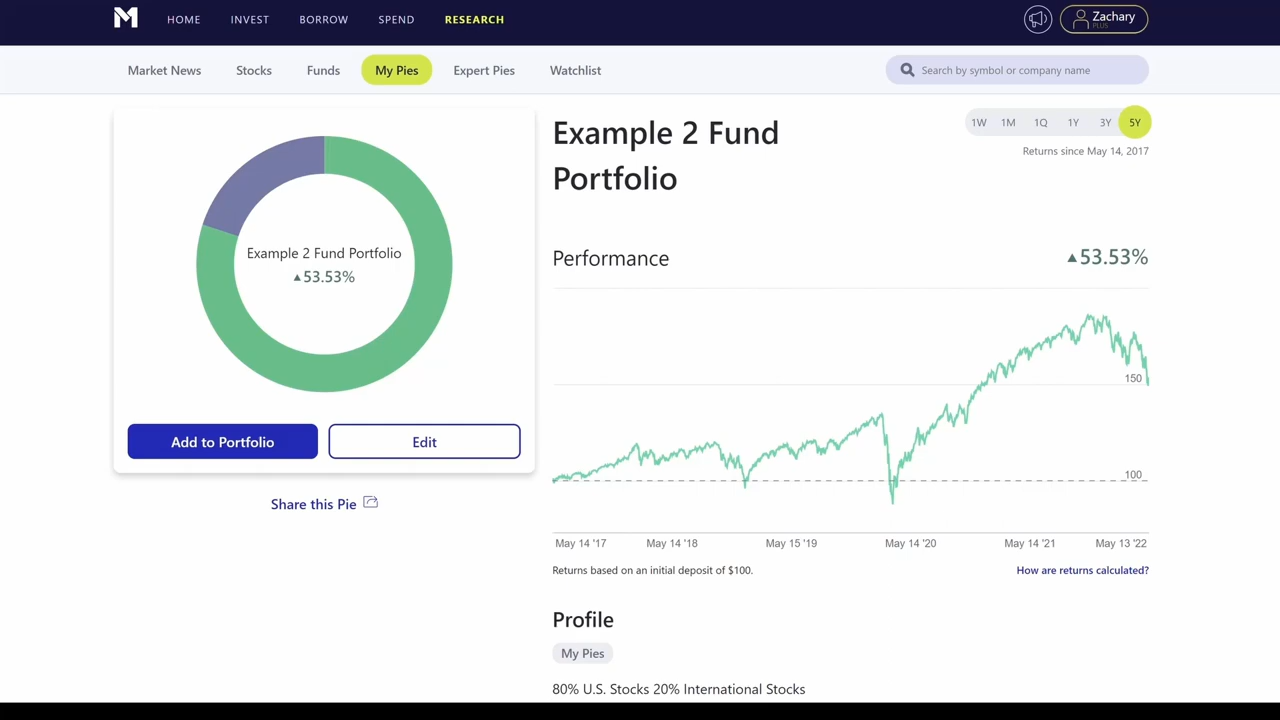 HOME INVEST BORROW SPEND RESEARCH
Zachary
PLUS
Market News Stocks Funds My Pies Expert Pies Watchlist
Search by symbol or company name
Example 2 Fund Portfolio
▲53.53%
Add to Portfolio Edit
Share this Pie
Example 2 Fund
Portfolio
1W 1M 1Q 1Y 3Y 5Y
Returns since May 14, 2017
Performance ▲53.53%
150
100
May 14 '17 May 14 '18 May 15 '19 May 14 '20 May 14 '21 May 13 '22
Returns based on an initial deposit of $100. How are returns calculated?
Profile
My Pies
80% U.S. Stocks 20% International Stocks